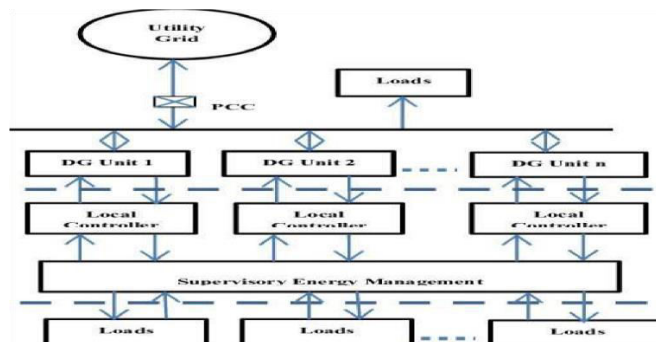 Utility
Grid
Loads
PCC
DG Unit 1
DG Unit 2
DG Unit n
Local
Controller
Local
Controller
Local
Controller
Supervisory Energy Management
Loads
Loads
Loads